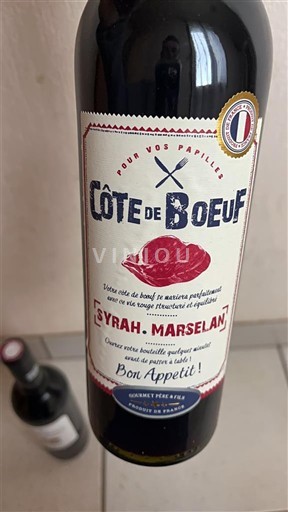 POUR VOS PAPILLES
CÔTE DE BOEUF
VINIOU
Votre côte de boeuf se mariera parfaitement
avec ce vin rouge structuré et équilibré
SYRAH. MARSELAN
Ouvrez votre bouteille quelques minutes
avant de passer à table !
Bon Appetit !
GOURMET PÈRE & FILS
PRODUIT DE FRANCE